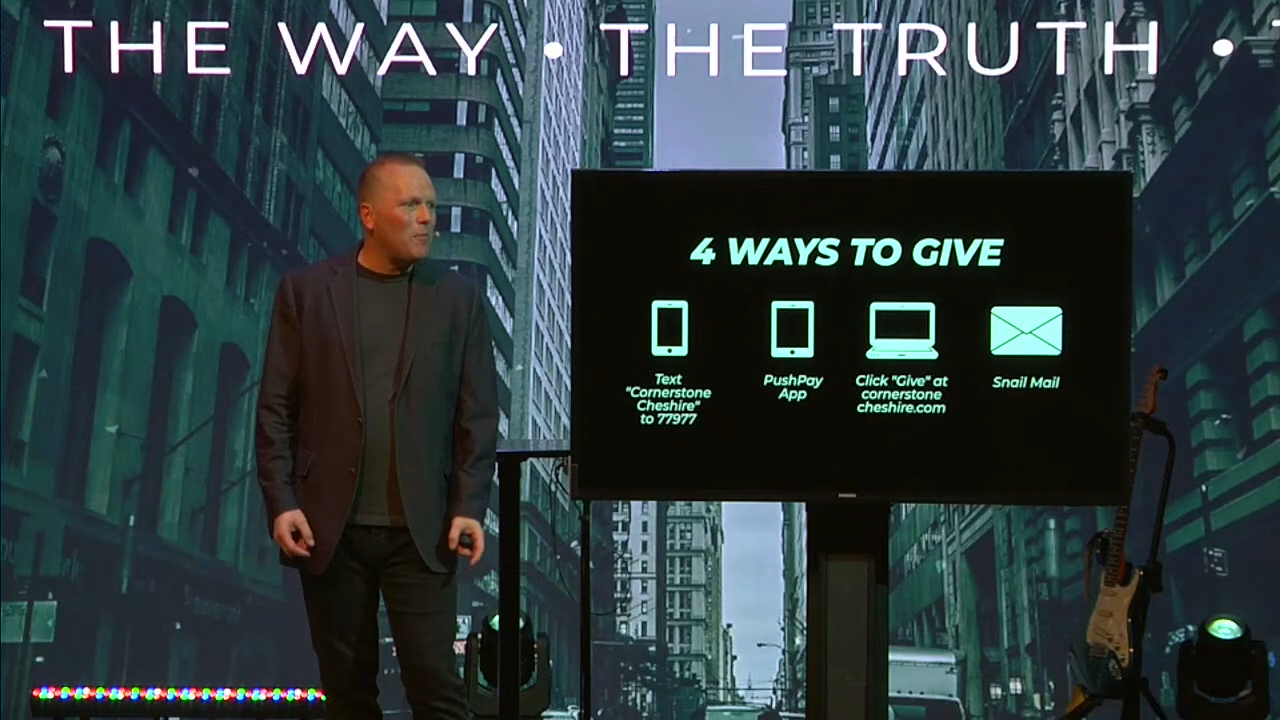 THE WAY • THE TRUTH •
4 WAYS TO GIVE
Text
"Cornerstone
Cheshire"
to 77977
PushPay
App
Click "Give" at
cornerstone
cheshire.com
Snail Mail